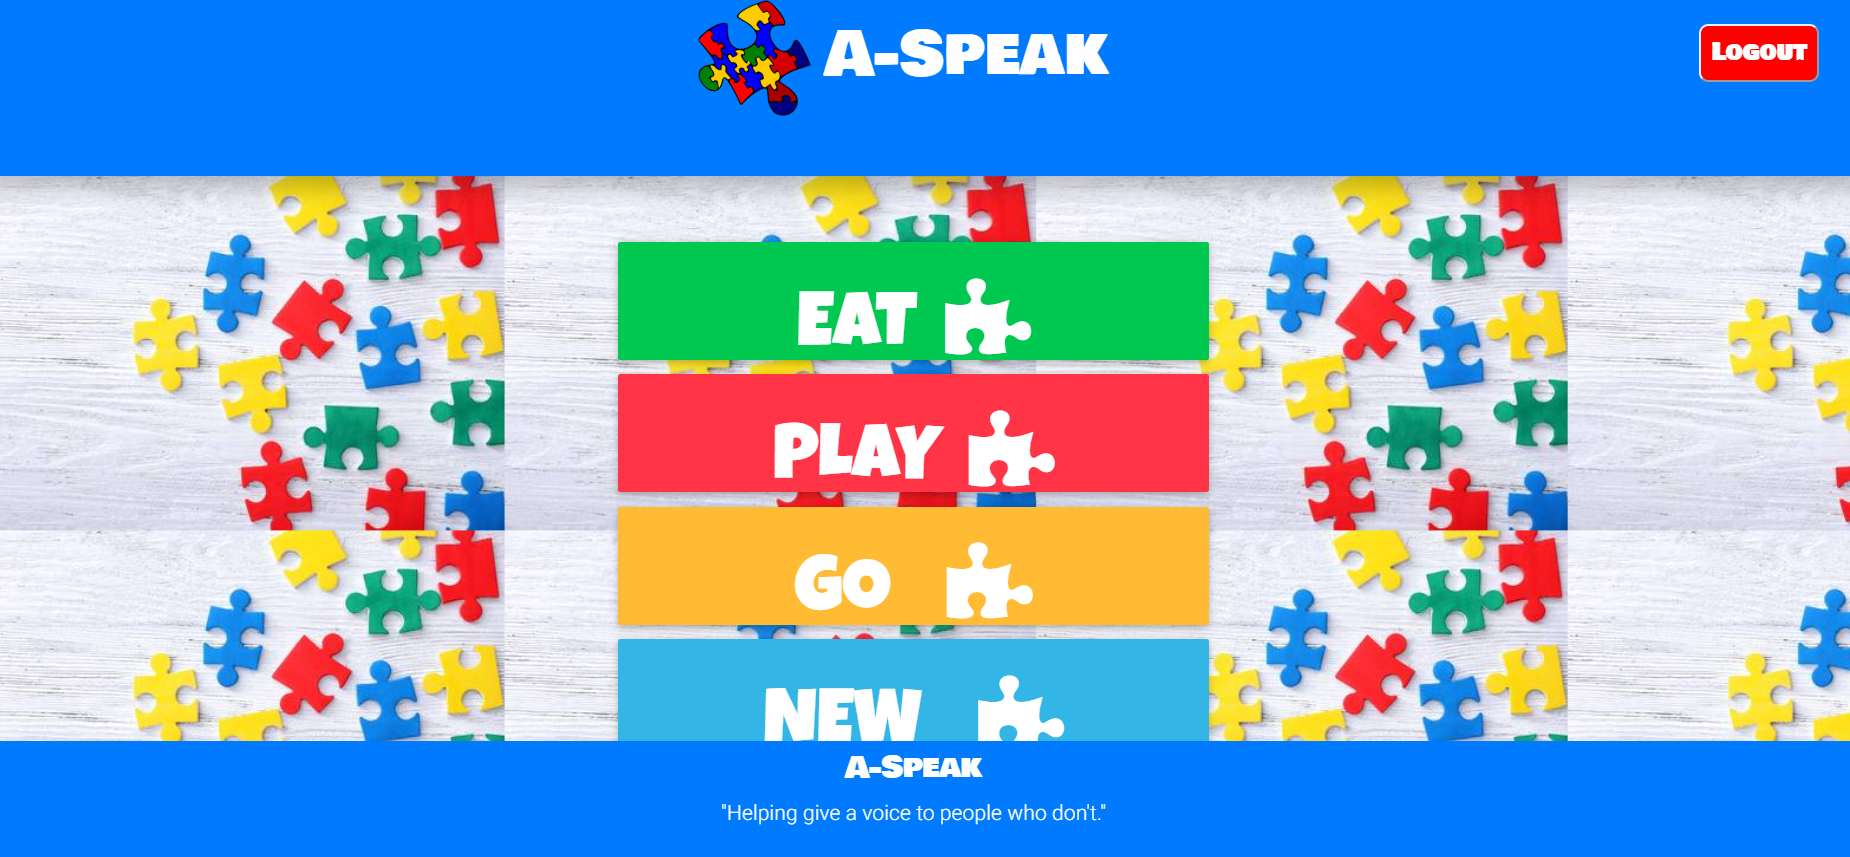 A-Speak
Logout
EAT
PLAY
GO
NEW
A-Speak
"Helping give a voice to people who don't."